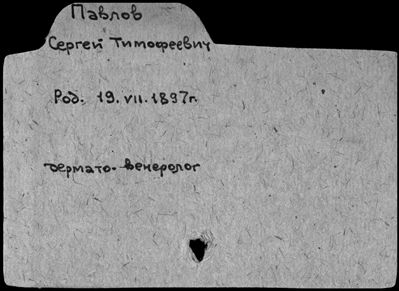 Павлов
Сергей Тимофеевич
Род. 19.VII.1897г.
дермато-венеролог